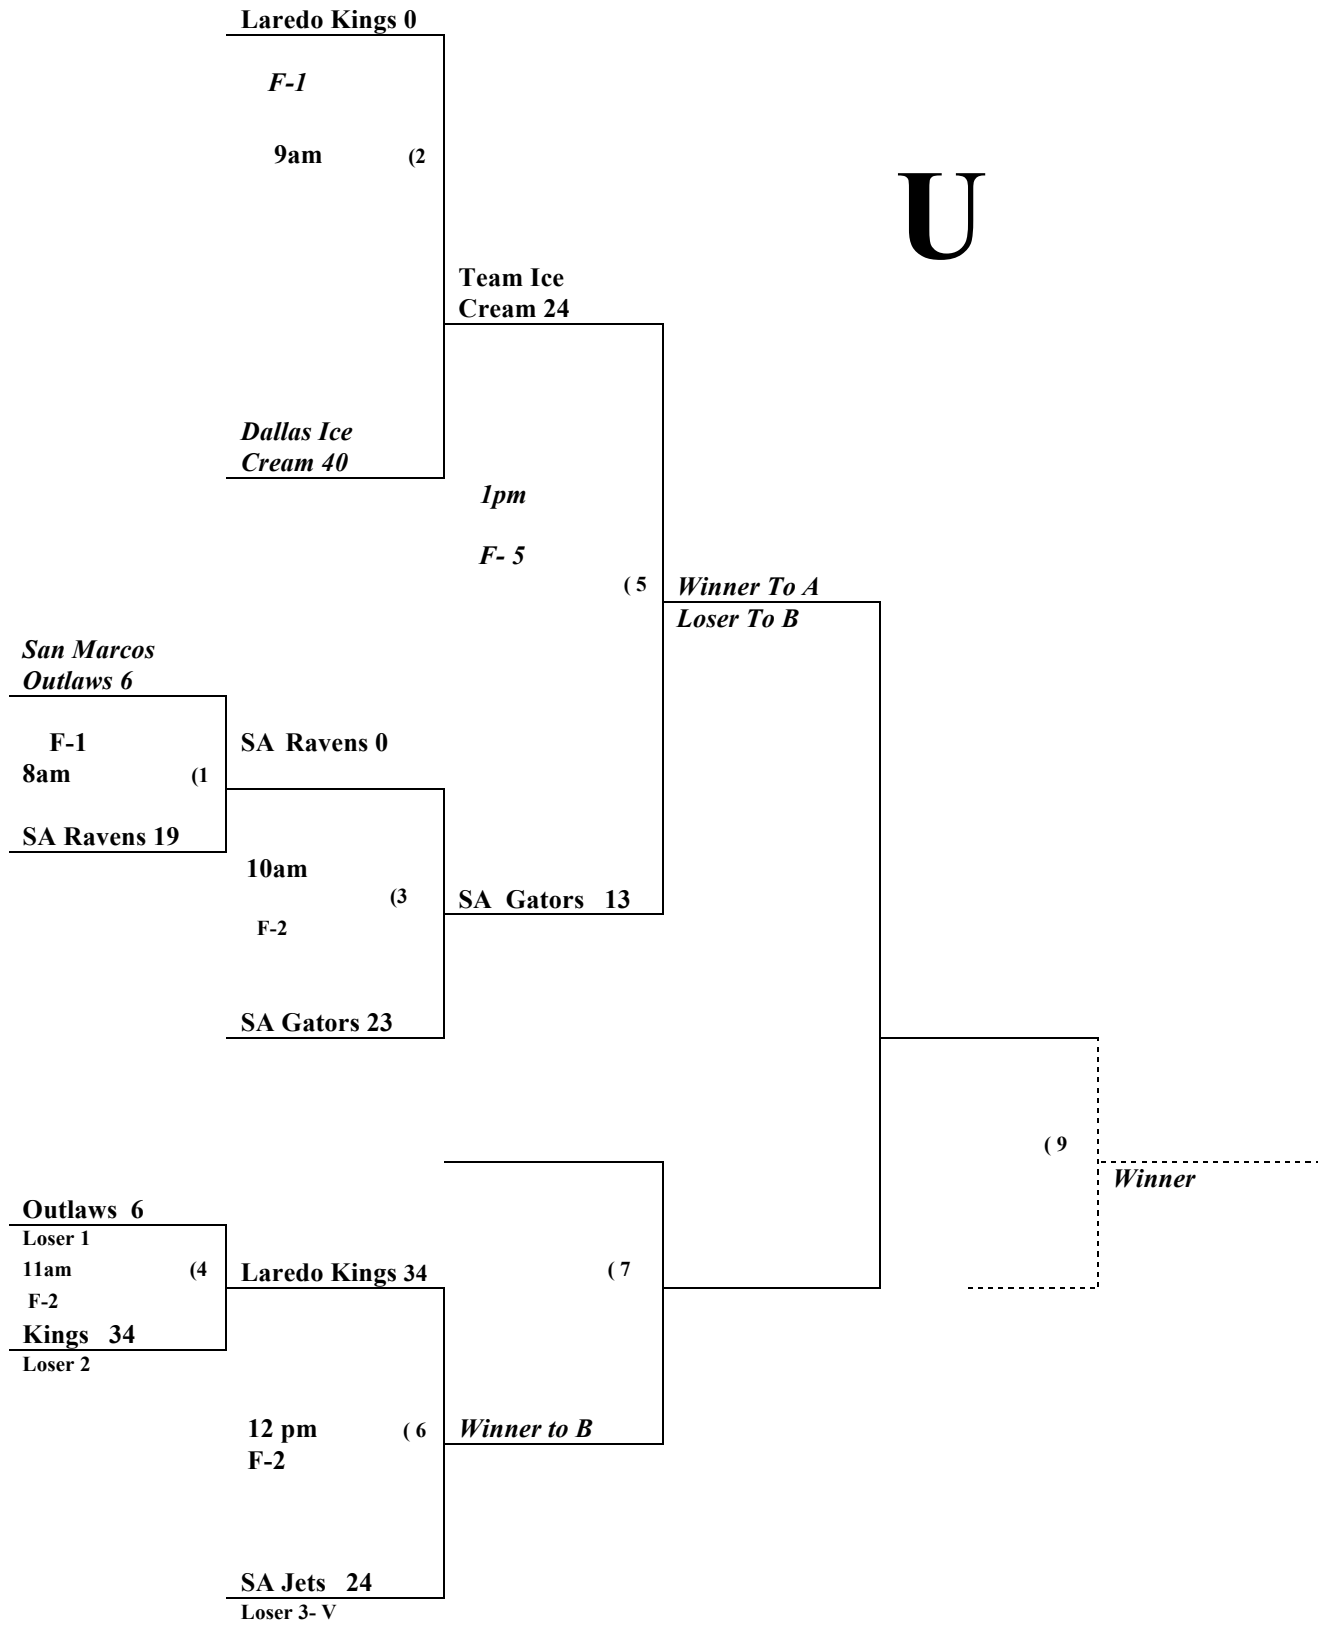 Laredo Kings 0
F-1
9am (2
U
Team Ice
Cream 24
Dallas Ice
Cream 40
1pm
F- 5
( 5 Winner To A
Loser To B
San Marcos
Outlaws 6
F-1 SA Ravens 0
8am (1
SA Ravens 19
10am
(3 SA Gators 13
F-2
SA Gators 23
( 9
Winner
Outlaws 6
Loser 1
11am (4 Laredo Kings 34 ( 7
F-2
Kings 34
Loser 2
12 pm ( 6 Winner to B
F-2
SA Jets 24
Loser 3- V